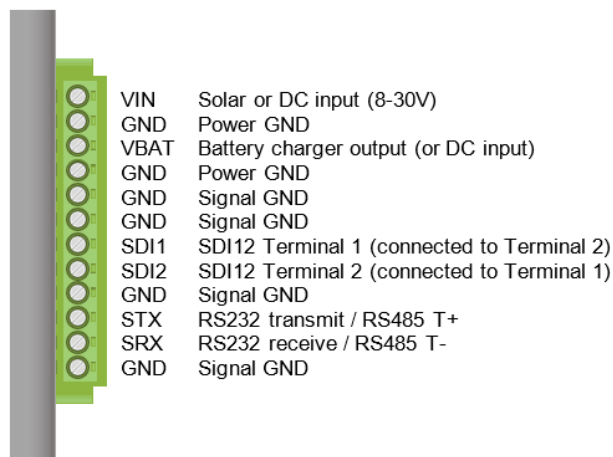 VIN Solar or DC input (8-30V)
GND Power GND
VBAT Battery charger output (or DC input)
GND Power GND
GND Signal GND
GND Signal GND
SDI1 SDI12 Terminal 1 (connected to Terminal 2)
SDI2 SDI12 Terminal 2 (connected to Terminal 1)
GND Signal GND
STX RS232 transmit / RS485 T+
SRX RS232 receive / RS485 T-
GND Signal GND